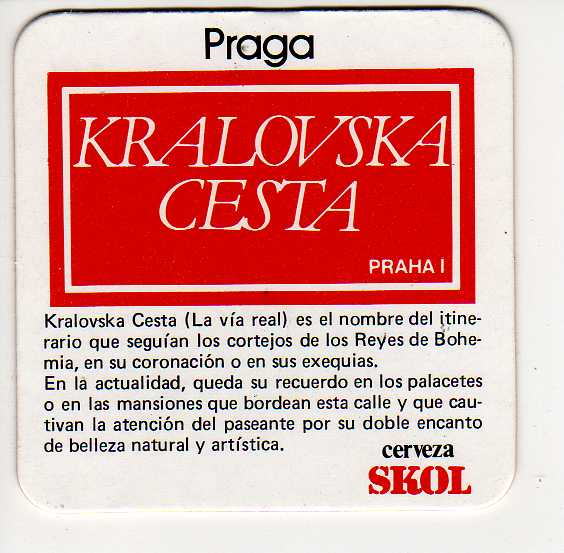 Praga
KRALOVSKA
CESTA
PRAHA I
Kralovska Cesta (La vía real) es el nombre del itine-
rario que seguían los cortejos de los Reyes de Bohe-
mia, en su coronación o en sus exequias.
En la actualidad, queda su recuerdo en los palacetes
o en las mansiones que bordean esta calle y que cau-
tivan la atención del paseante por su doble encanto
de belleza natural y artística.
cerveza
SKOL